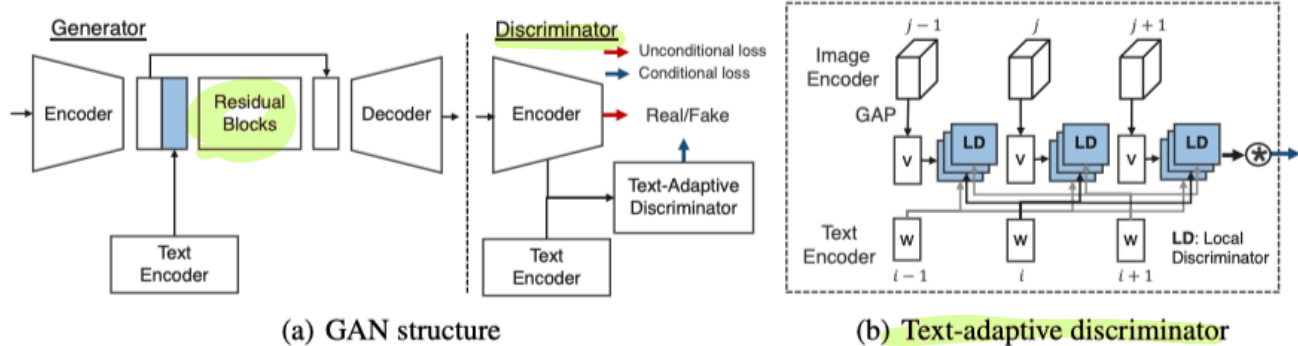 Generator
Encoder
Residual
Blocks
Decoder
Text
Encoder
Discriminator
Unconditional loss
Conditional loss
Encoder
Real/Fake
Text-Adaptive
Discriminator
Text
Encoder
(a) GAN structure
j − 1
j
j + 1
Image
Encoder
GAP
V
LD
V
LD
V
LD
*
Text
Encoder
W
W
W
LD: Local
Discriminator
i − 1
i
i + 1
(b) Text-adaptive discriminator